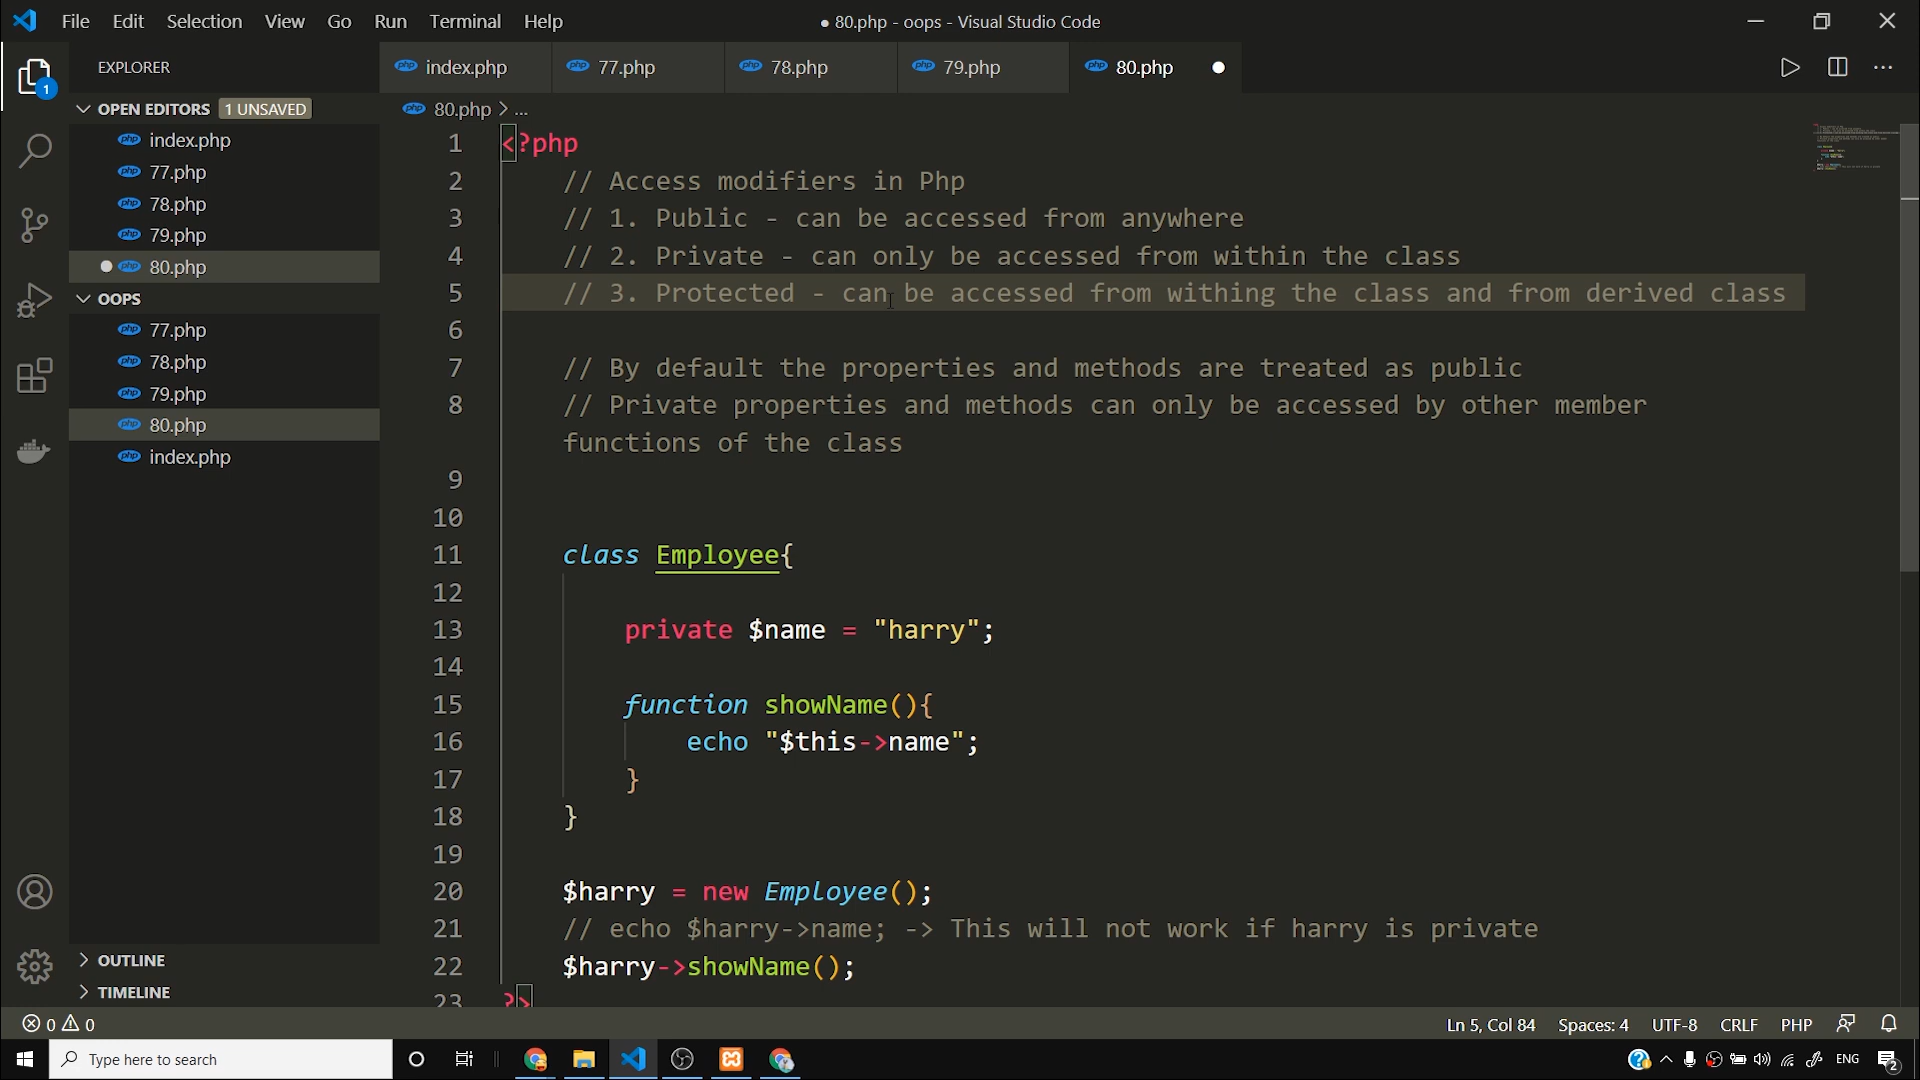 File Edit Selection View Go Run Terminal Help
● 80.php - oops - Visual Studio Code
EXPLORER
index.php
77.php
78.php
79.php
80.php
OPEN EDITORS 1 UNSAVED
index.php
77.php
78.php
79.php
80.php
OOPS
77.php
78.php
79.php
80.php
index.php
OUTLINE
TIMELINE
1
80.php > ...
1 <?php
2 // Access modifiers in Php
3 // 1. Public - can be accessed from anywhere
4 // 2. Private - can only be accessed from within the class
5 // 3. Protected - can be accessed from withing the class and from derived class
6
7 // By default the properties and methods are treated as public
8 // Private properties and methods can only be accessed by other member
functions of the class
9
10
11 class Employee{
12
13 private $name = "harry";
14
15 function showName(){
16 echo "$this->name";
17 }
18 }
19
20 $harry = new Employee();
21 // echo $harry->name; -> This will not work if harry is private
22 $harry->showName();
23 ?>
0 0
Ln 5, Col 84 Spaces: 4 UTF-8 CRLF PHP
Type here to search
ENG
2